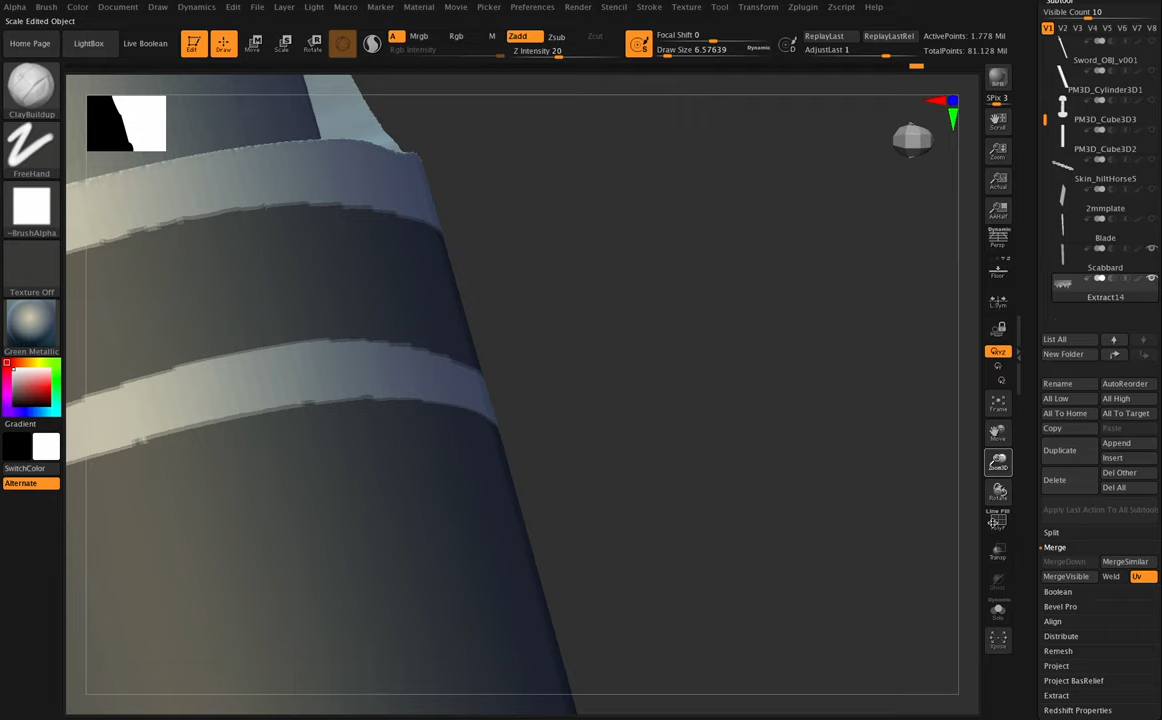 Alpha Brush Color Document Draw Dynamics Edit File Layer Light Macro Marker Material Movie Picker Preferences Render Stencil Stroke Texture Tool Transform Zplugin Zscript Help
Scale Edited Object
Home Page LightBox Live Boolean Edit Draw Move Scale Rotate
A Mrgb Rgb M Zadd Zsub Zcut
Rgb Intensity Z Intensity 20
Focal Shift 0
Draw Size 6.57639 Dynamic
ReplayLast ReplayLastRel
AdjustLast 1
ActivePoints: 1.778 Mil
TotalPoints: 81.128 Mil
ClayBuildup
FreeHand
~BrushAlpha
Texture Off
Green Metallic
Gradient
SwitchColor
Alternate
SPix 3
Scroll
Zoom
Actual
AAHalf
Dynamic
Persp
Floor
L.Sym
XYZ
Frame
Move
Zoom3D
Rotate
Line Fill
PolyF
Transp
Dynamic
Solo
Xpose
Subtool
Visible Count 10
V1 V2 V3 V4 V5 V6 V7 V8
Sword_OBJ_v001
PM3D_Cylinder3D1
PM3D_Cube3D3
PM3D_Cube3D2
Skin_hiltHorse5
2mmplate
Blade
Scabbard
Extract14
List All
New Folder
Rename AutoReorder
All Low All High
All To Home All To Target
Copy Paste
Duplicate Append
Insert
Delete Del Other
Del All
Apply Last Action To All Subtools
Split
Merge
MergeDown MergeSimilar
MergeVisible Weld Uv
Boolean
Bevel Pro
Align
Distribute
Remesh
Project
Project BasRelief
Extract
Redshift Properties